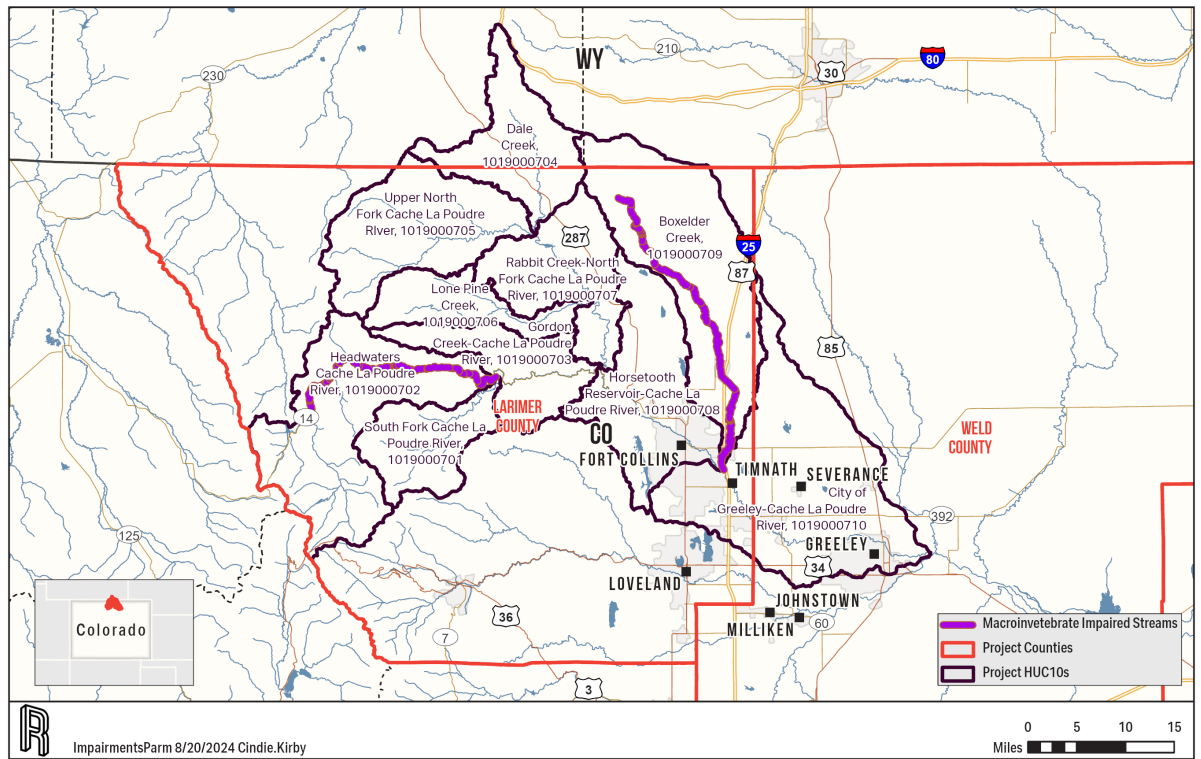 WY
210
80
30
230
Dale
Creek,
1019000704
Upper North
Fork Cache La Poudre
River, 1019000705
Boxelder
Creek,
1019000709
287
25
87
Rabbit Creek-North
Fork Cache La Poudre
River, 1019000707
Lone Pine
Creek,
1019000706
Gordon
Creek-Cache La Poudre
River, 1019000703
85
Headwaters
Cache La Poudre
River, 1019000702
Horsetooth
Reservoir-Cache La
Poudre River, 1019000708
14
LARIMER
COUNTY
South Fork Cache La
Poudre River,
1019000701
CO
WELD
COUNTY
FORT COLLINS
TIMNATH
SEVERANCE
City of
Greeley-Cache La Poudre
River, 1019000710
392
125
GREELEY
34
LOVELAND
JOHNSTOWN
MILLIKEN
60
36
7
3
Colorado
Macroinvetebrate Impaired Streams
Project Counties
Project HUC10s
R
ImpairmentsParm 8/20/2024 Cindie.Kirby
0 5 10 15
Miles